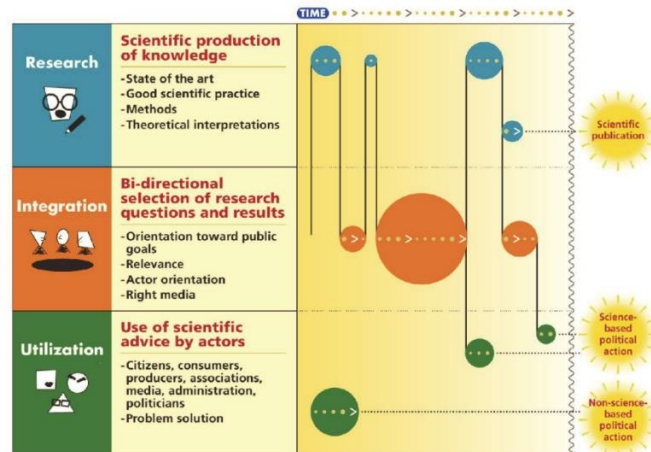 TIME
Research
Scientific production
of knowledge
-State of the art
-Good scientific practice
-Methods
-Theoretical interpretations
Scientific
publication
Integration
Bi-directional
selection of research
questions and results
-Orientation toward public
goals
-Relevance
-Actor orientation
-Right media
Utilization
Use of scientific
advice by actors
-Citizens, consumers,
producers, associations,
media, administration,
politicians
-Problem solution
Science-
based
political
action
Non-science-
based
political action